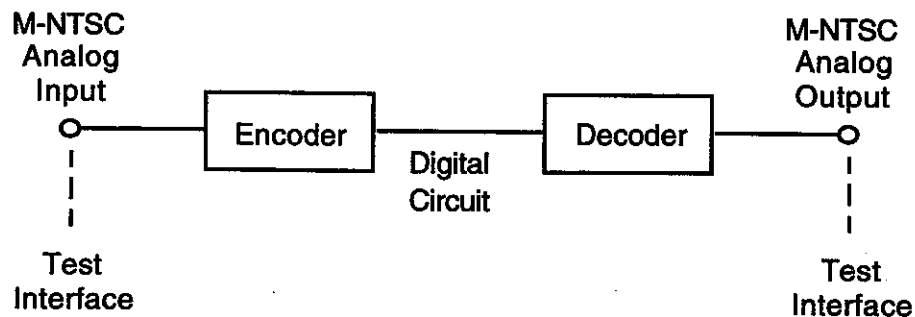 M-NTSC
Analog
Input
Encoder
Digital
Circuit
Decoder
M-NTSC
Analog
Output
Test
Interface
Test
Interface